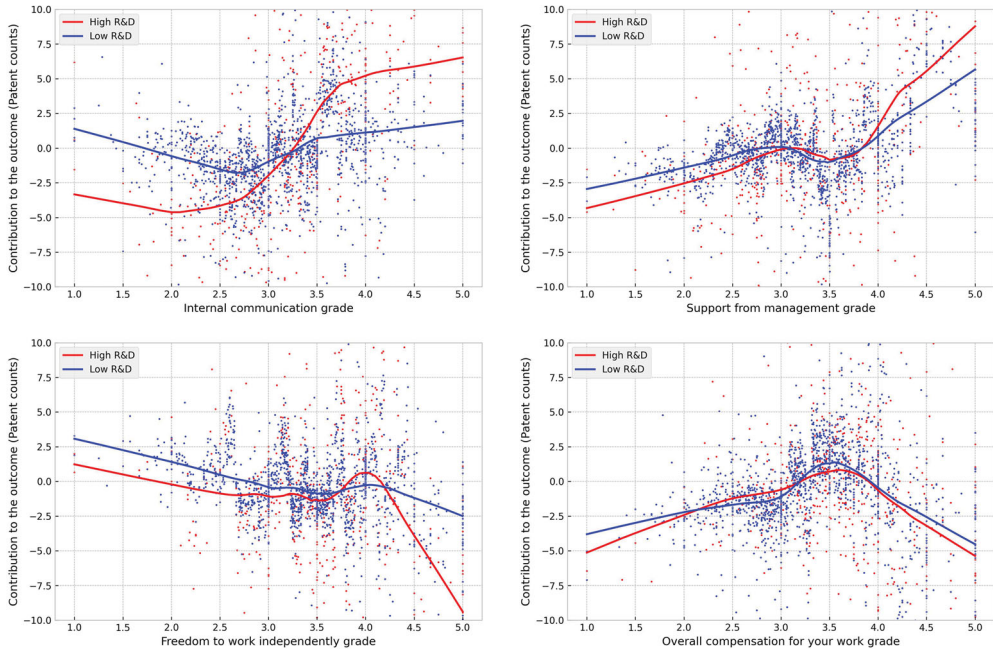 Contribution to the outcome (Patent counts)
10.0
7.5
5.0
2.5
0.0
−2.5
−5.0
−7.5
−10.0
High R&D
Low R&D
1.0 1.5 2.0 2.5 3.0 3.5 4.0 4.5 5.0
Internal communication grade
Contribution to the outcome (Patent counts)
10.0
7.5
5.0
2.5
0.0
−2.5
−5.0
−7.5
−10.0
High R&D
Low R&D
1.0 1.5 2.0 2.5 3.0 3.5 4.0 4.5 5.0
Support from management grade
Contribution to the outcome (Patent counts)
10.0
7.5
5.0
2.5
0.0
−2.5
−5.0
−7.5
−10.0
High R&D
Low R&D
1.0 1.5 2.0 2.5 3.0 3.5 4.0 4.5 5.0
Freedom to work independently grade
Contribution to the outcome (Patent counts)
10.0
7.5
5.0
2.5
0.0
−2.5
−5.0
−7.5
−10.0
High R&D
Low R&D
1.0 1.5 2.0 2.5 3.0 3.5 4.0 4.5 5.0
Overall compensation for your work grade